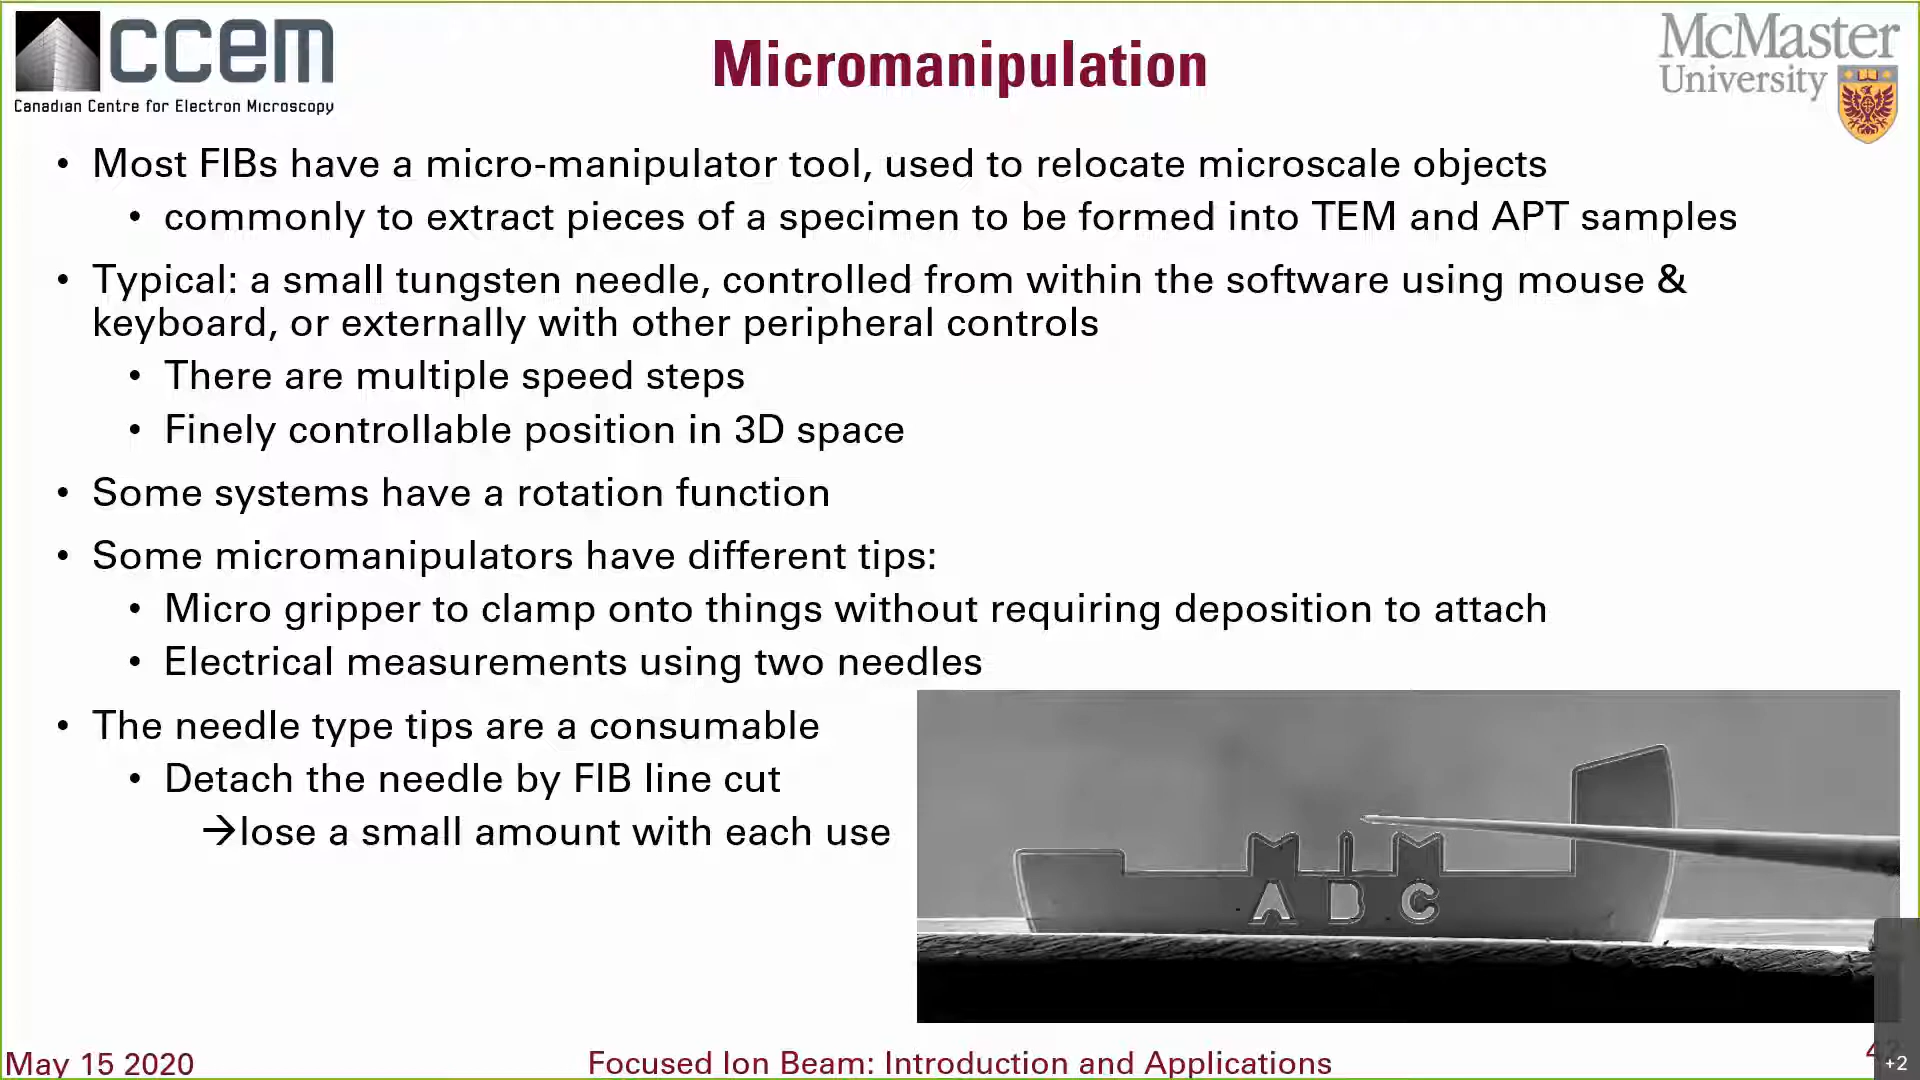 ccem
Canadian Centre for Electron Microscopy
Micromanipulation
McMaster
University
• Most FIBs have a micro-manipulator tool, used to relocate microscale objects
• commonly to extract pieces of a specimen to be formed into TEM and APT samples
• Typical: a small tungsten needle, controlled from within the software using mouse &
keyboard, or externally with other peripheral controls
• There are multiple speed steps
• Finely controllable position in 3D space
• Some systems have a rotation function
• Some micromanipulators have different tips:
• Micro gripper to clamp onto things without requiring deposition to attach
• Electrical measurements using two needles
• The needle type tips are a consumable
• Detach the needle by FIB line cut
→lose a small amount with each use
A D C
May 15 2020
Focused Ion Beam: Introduction and Applications
+2